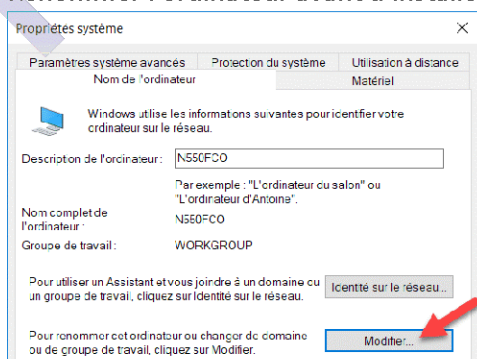 Propriétés système
Paramètres système avancés Protection du système Utilisation à distance
Nom de l'ordinateur Matériel
Windows utilise les informations suivantes pour identifier votre
ordinateur sur le réseau.
Description de l'ordinateur : N550FCO
Par exemple : "L'ordinateur du salon" ou
"L'ordinateur d'Antoine".
Nom complet de
l'ordinateur : N550FCO
Groupe de travail : WORKGROUP
Pour utiliser un Assistant et vous joindre à un domaine ou
un groupe de travail, cliquez sur Identité sur le réseau.
Identité sur le réseau...
Pour renommer cet ordinateur ou changer de domaine
ou de groupe de travail, cliquez sur Modifier.
Modifier...